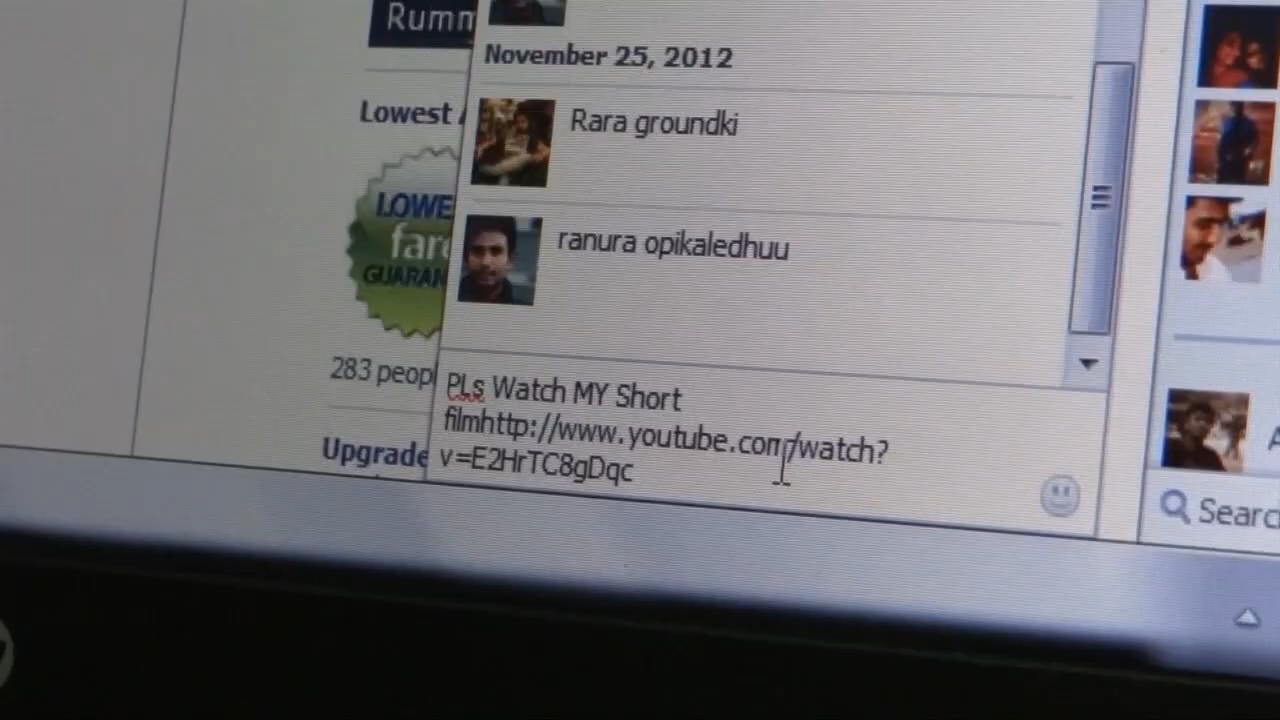 Rumm
November 25, 2012
Lowest
Rara groundki
LOWE
fare
GUARAN
ranura opikaledhuu
283 peop
PLs Watch MY Short
filmhttp://www.youtube.com/watch?
v=E2HrTC8gDqc
Upgrade
Searc